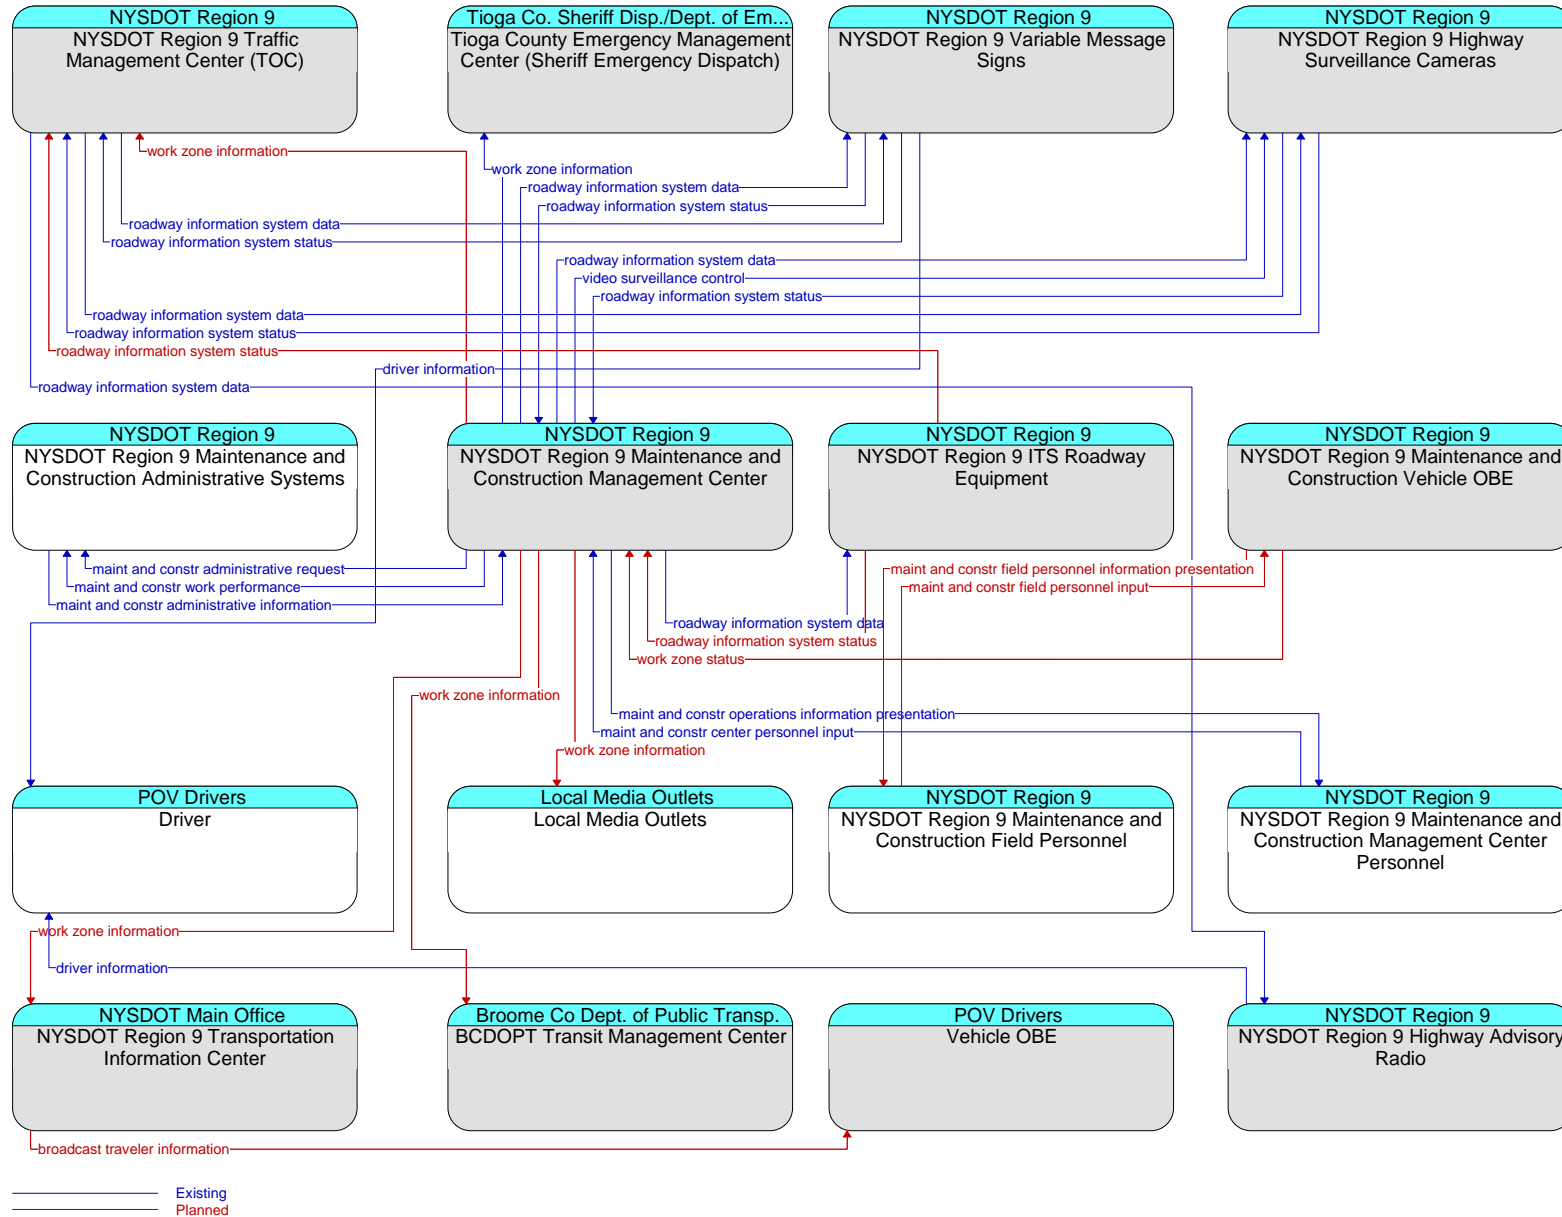 NYSDOT Region 9
NYSDOT Region 9 Traffic
Management Center (TOC)
Tioga Co. Sheriff Disp./Dept. of Em...
Tioga County Emergency Management
Center (Sheriff Emergency Dispatch)
NYSDOT Region 9
NYSDOT Region 9 Variable Message
Signs
NYSDOT Region 9
NYSDOT Region 9 Highway
Surveillance Cameras
work zone information
work zone information
roadway information system data
roadway information system status
roadway information system data
roadway information system status
roadway information system data
video surveillance control
roadway information system status
roadway information system data
roadway information system status
roadway information system status
driver information
roadway information system data
NYSDOT Region 9
NYSDOT Region 9 Maintenance and
Construction Administrative Systems
NYSDOT Region 9
NYSDOT Region 9 Maintenance and
Construction Management Center
NYSDOT Region 9
NYSDOT Region 9 ITS Roadway
Equipment
NYSDOT Region 9
NYSDOT Region 9 Maintenance and
Construction Vehicle OBE
maint and constr administrative request
maint and constr work performance
maint and constr administrative information
maint and constr field personnel information presentation
maint and constr field personnel input
roadway information system data
roadway information system status
work zone status
work zone information
maint and constr operations information presentation
maint and constr center personnel input
work zone information
POV Drivers
Driver
Local Media Outlets
Local Media Outlets
NYSDOT Region 9
NYSDOT Region 9 Maintenance and
Construction Field Personnel
NYSDOT Region 9
NYSDOT Region 9 Maintenance and
Construction Management Center
Personnel
work zone information
driver information
NYSDOT Main Office
NYSDOT Region 9 Transportation
Information Center
Broome Co Dept. of Public Transp.
BCDOPT Transit Management Center
POV Drivers
Vehicle OBE
NYSDOT Region 9
NYSDOT Region 9 Highway Advisory
Radio
broadcast traveler information
Existing
Planned